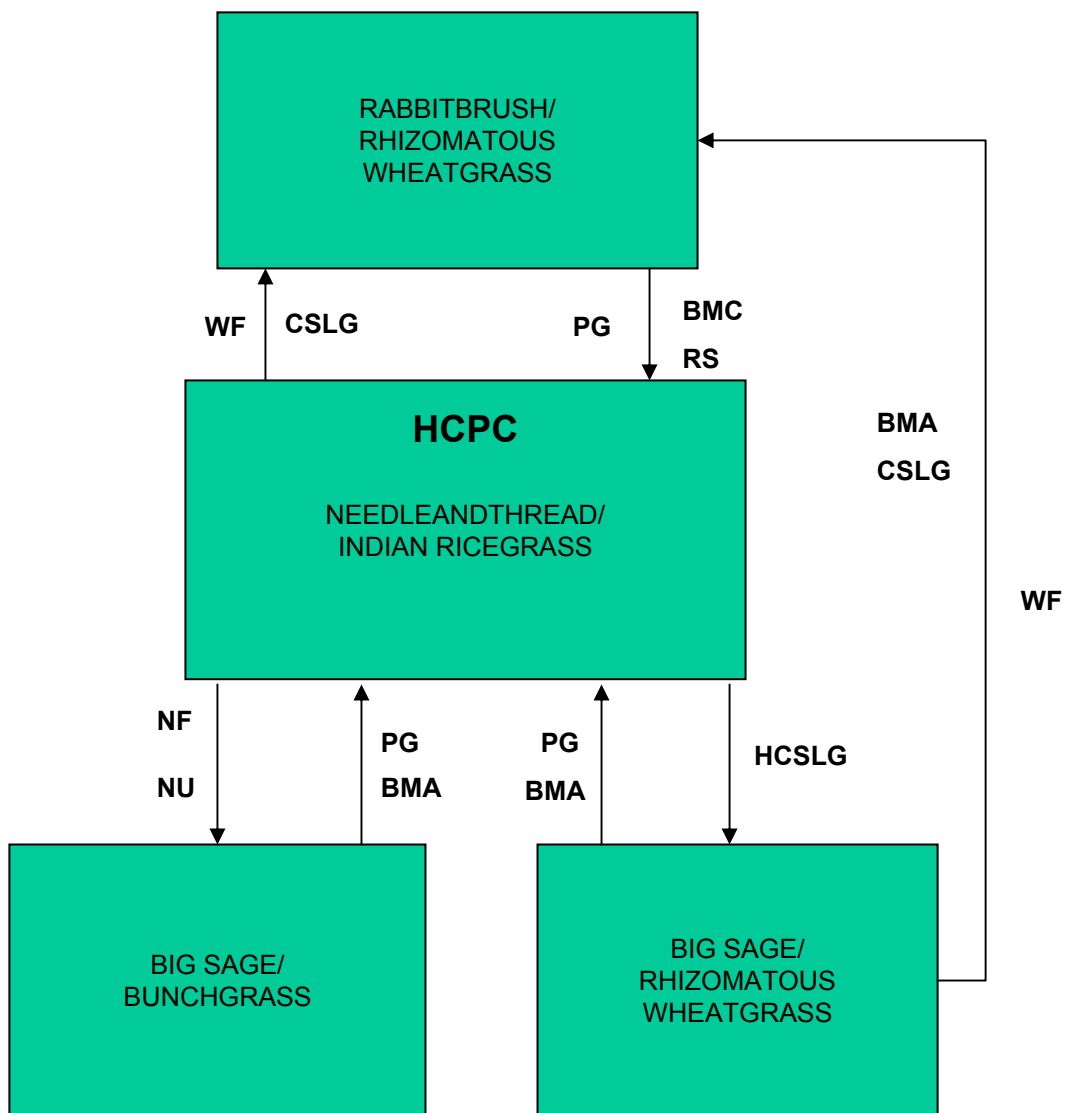 RABBITBRUSH/
RHIZOMATOUS
WHEATGRASS
WF
CSLG
PG
BMC
RS
HCPC
NEEDLEANDTHREAD/
INDIAN RICEGRASS
BMA
CSLG
WF
NF
NU
PG
BMA
PG
BMA
HCSLG
BIG SAGE/
BUNCHGRASS
BIG SAGE/
RHIZOMATOUS
WHEATGRASS